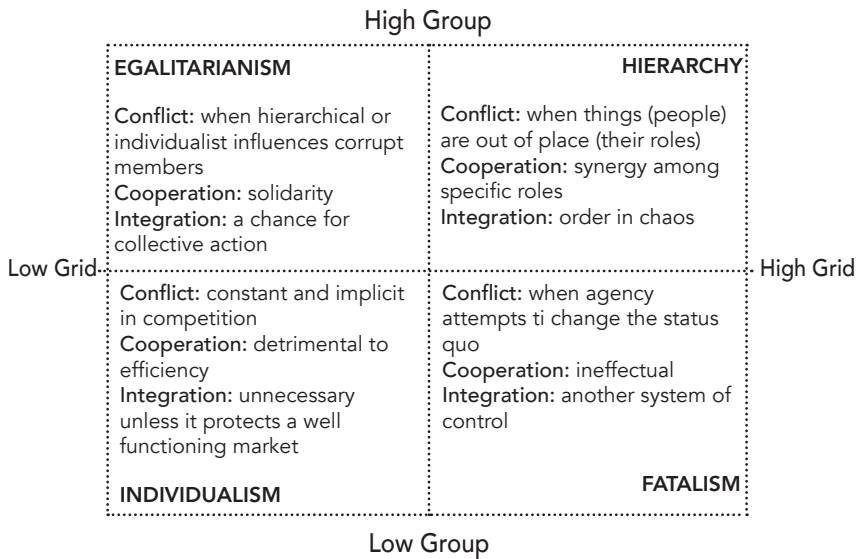 High Group
EGALITARIANISM
Conflict: when hierarchical or
individualist influences corrupt
members
Cooperation: solidarity
Integration: a chance for
collective action
HIERARCHY
Conflict: when things (people)
are out of place (their roles)
Cooperation: synergy among
specific roles
Integration: order in chaos
Low Grid
High Grid
Conflict: constant and implicit
in competition
Cooperation: detrimental to
efficiency
Integration: unnecessary
unless it protects a well
functioning market
INDIVIDUALISM
Conflict: when agency
attempts ti change the status
quo
Cooperation: ineffectual
Integration: another system of
control
FATALISM
Low Group